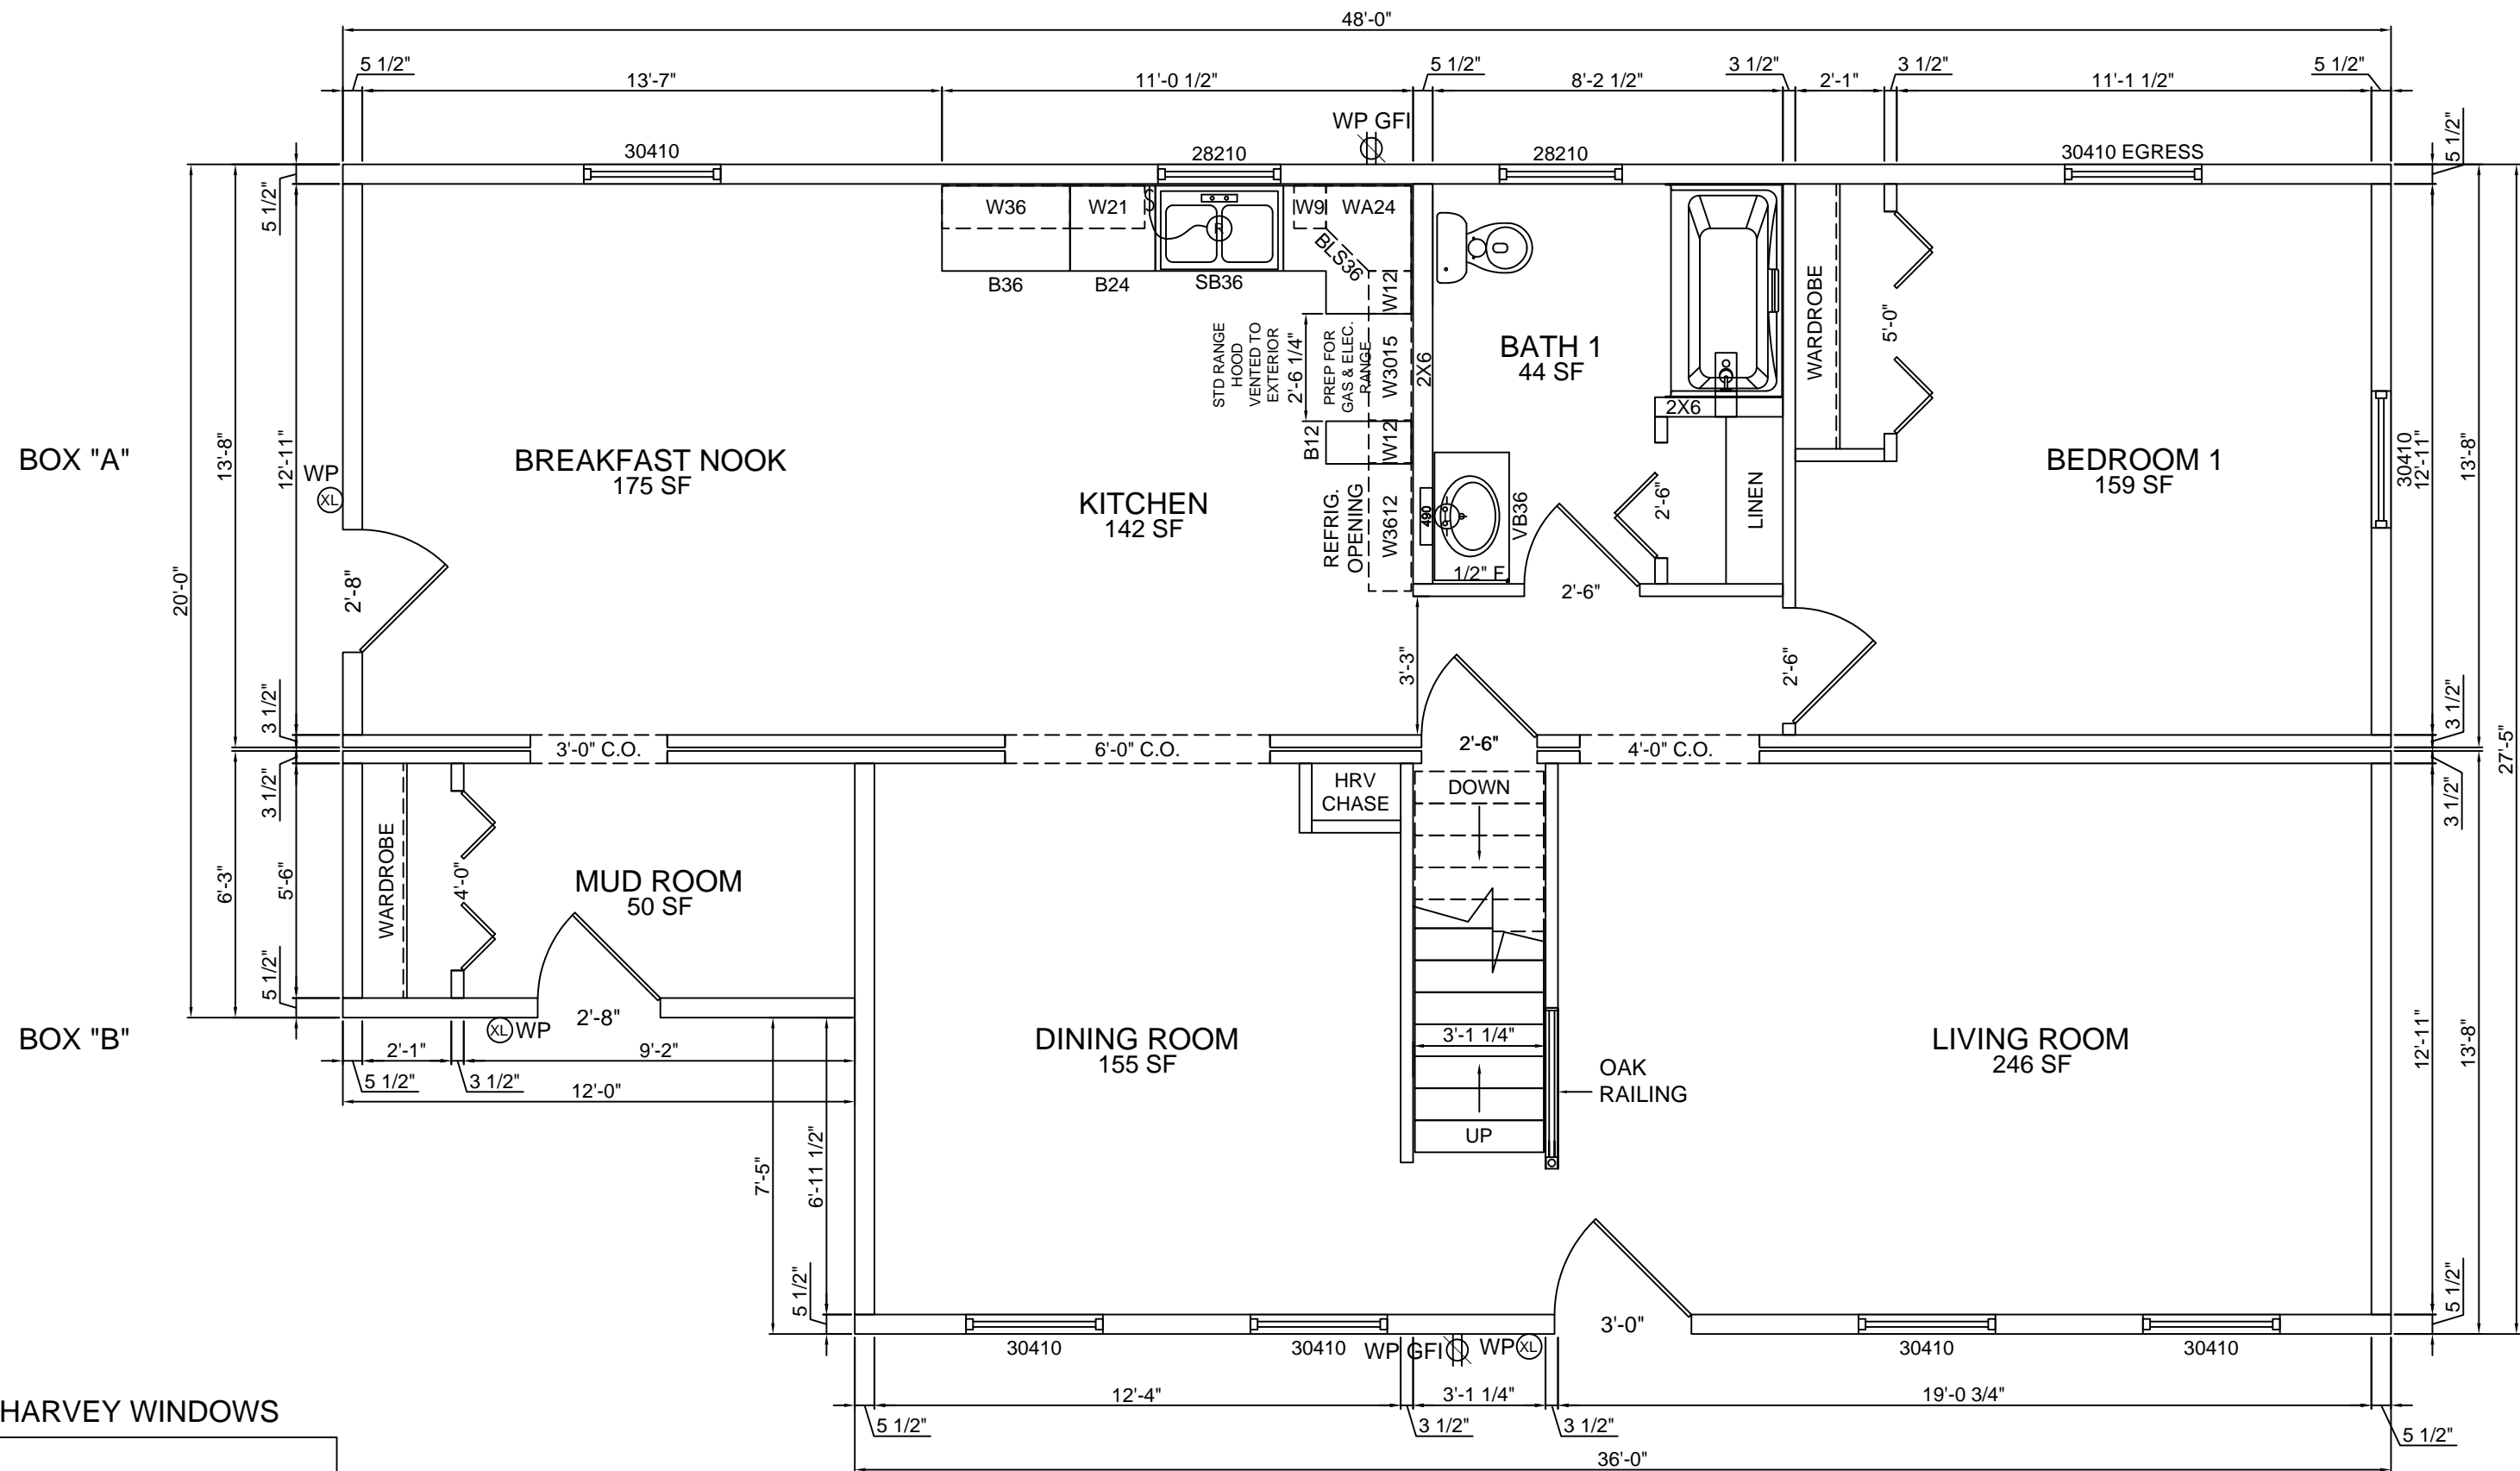 48'-0"
5 1/2"
13'-7"
11'-0 1/2"
5 1/2"
8'-2 1/2"
3 1/2"
2'-1"
3 1/2"
11'-1 1/2"
5 1/2"
WP GFI
30410
28210
28210
30410 EGRESS
5 1/2"
5 1/2"
W36
W21
S
R
W9
WA24
BLS36
W12
B36
B24
SB36
STD RANGE
HOOD
VENTED TO
EXTERIOR
2'-6 1/4"
PREP FOR
GAS & ELEC.
RANGE
W3015
2X6
BATH 1
44 SF
WARDROBE
5'-0"
2X6
B12
W12
BOX "A"
13'-8"
12'-11"
WP
XL
BREAKFAST NOOK
175 SF
KITCHEN
142 SF
REFRIG.
OPENING
W3612
490
VB36
1/2" F.
2'-6"
LINEN
BEDROOM 1
159 SF
30410
12'-11"
13'-8"
20'-0"
2'-8"
2'-6"
3'-3"
2'-6"
3 1/2"
3 1/2"
3'-0" C.O.
6'-0" C.O.
2'-6"
4'-0" C.O.
27'-5"
3 1/2"
3 1/2"
HRV
CHASE
DOWN
6'-3"
5'-6"
WARDROBE
4'-0"
MUD ROOM
50 SF
5 1/2"
BOX "B"
XL
WP
2'-8"
2'-1"
9'-2"
5 1/2"
3 1/2"
12'-0"
DINING ROOM
155 SF
3'-1 1/4"
OAK
RAILING
LIVING ROOM
246 SF
12'-11"
13'-8"
UP
7'-5"
6'-11 1/2"
5 1/2"
5 1/2"
3'-0"
30410
30410
WP GFI
WP
XL
30410
30410
12'-4"
3'-1 1/4"
19'-0 3/4"
5 1/2"
3 1/2"
3 1/2"
5 1/2"
36'-0"
HARVEY WINDOWS